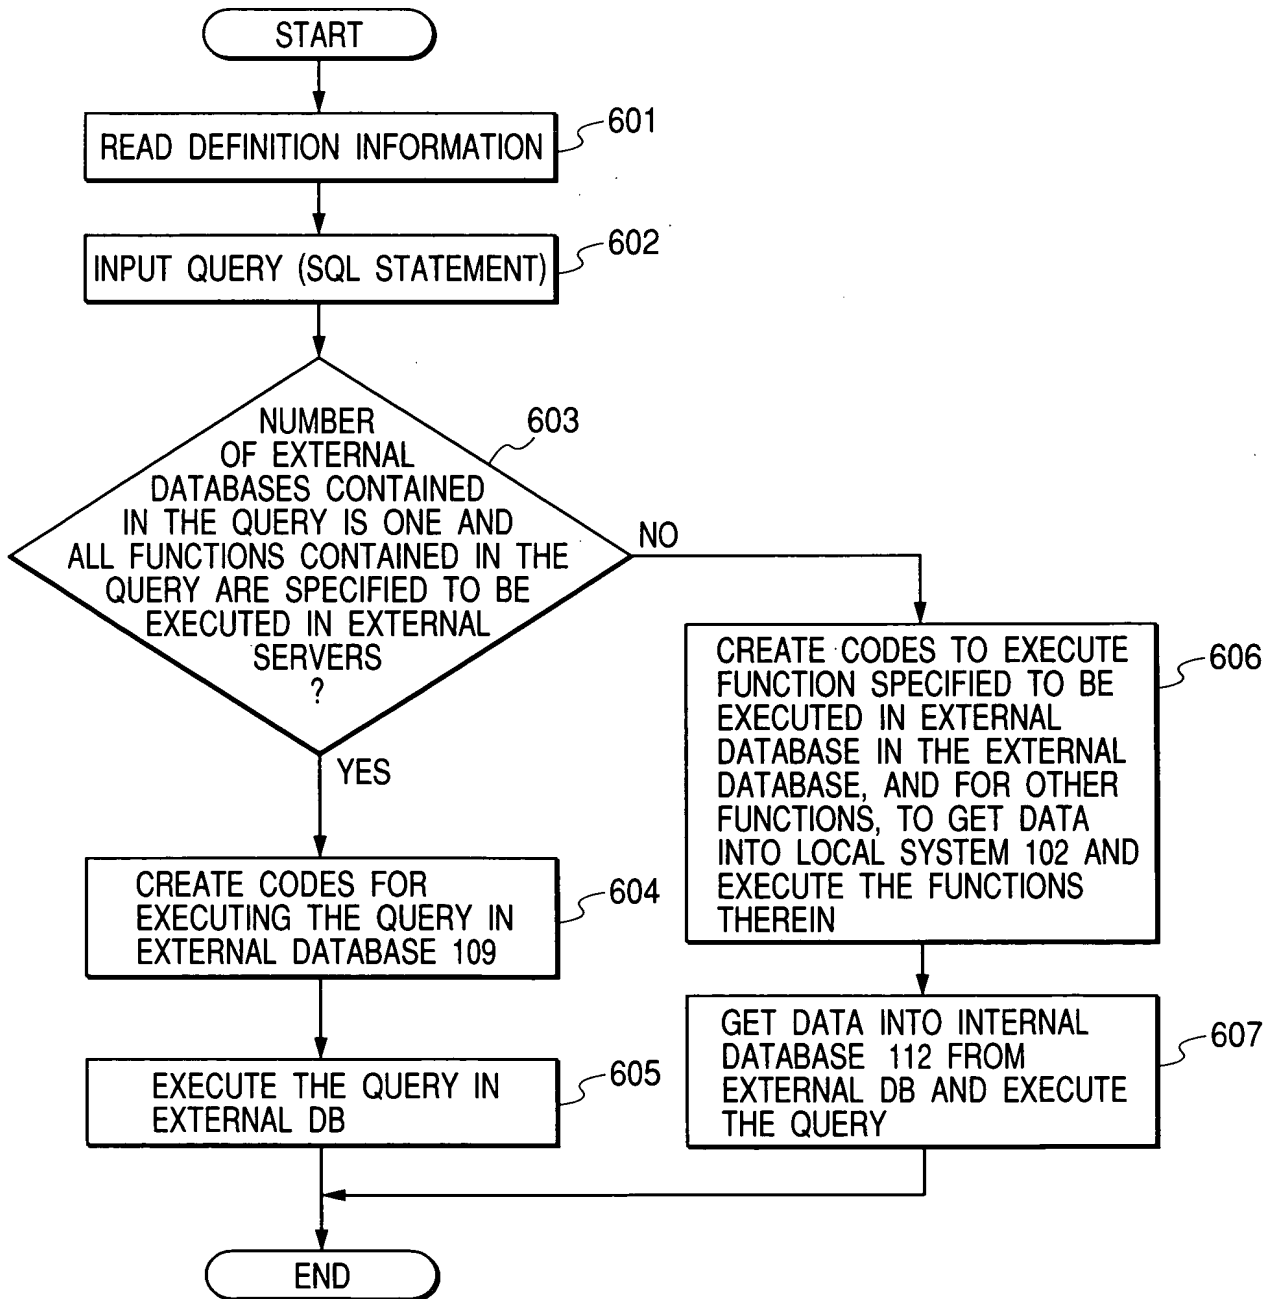 START
READ DEFINITION INFORMATION
601
INPUT QUERY (SQL STATEMENT)
602
NUMBER
OF EXTERNAL
DATABASES CONTAINED
IN THE QUERY IS ONE AND
ALL FUNCTIONS CONTAINED IN THE
QUERY ARE SPECIFIED TO BE
EXECUTED IN EXTERNAL
SERVERS
?
603
NO
YES
CREATE CODES FOR
EXECUTING THE QUERY IN
EXTERNAL DATABASE 109
604
EXECUTE THE QUERY IN
EXTERNAL DB
605
CREATE CODES TO EXECUTE
FUNCTION SPECIFIED TO BE
EXECUTED IN EXTERNAL
DATABASE IN THE EXTERNAL
DATABASE, AND FOR OTHER
FUNCTIONS, TO GET DATA
INTO LOCAL SYSTEM 102 AND
EXECUTE THE FUNCTIONS
THEREIN
606
GET DATA INTO INTERNAL
DATABASE 112 FROM
EXTERNAL DB AND EXECUTE
THE QUERY
607
END